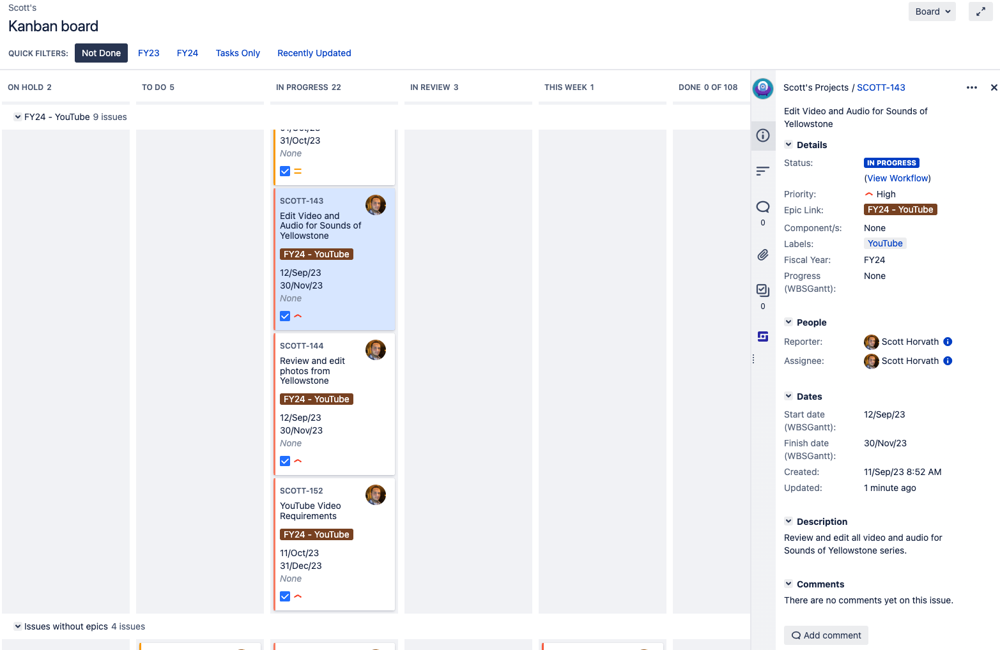 Scott's
Kanban board
Board
QUICK FILTERS: Not Done FY23 FY24 Tasks Only Recently Updated
ON HOLD 2 TO DO 5 IN PROGRESS 22 IN REVIEW 3 THIS WEEK 1 DONE 0 OF 108
FY24 - YouTube 9 issues
31/Oct/23
None
SCOTT-143
Edit Video and
Audio for Sounds of
Yellowstone
FY24 - YouTube
12/Sep/23
30/Nov/23
None
SCOTT-144
Review and edit
photos from
Yellowstone
FY24 - YouTube
12/Sep/23
30/Nov/23
None
SCOTT-152
YouTube Video
Requirements
FY24 - YouTube
11/Oct/23
31/Dec/23
None
Issues without epics 4 issues
0
0
Scott's Projects / SCOTT-143
Edit Video and Audio for Sounds of
Yellowstone
Details
Status: IN PROGRESS
(View Workflow)
Priority: High
Epic Link: FY24 - YouTube
Component/s: None
Labels: YouTube
Fiscal Year: FY24
Progress None
(WBSGantt):
People
Reporter: Scott Horvath
Assignee: Scott Horvath
Dates
Start date 12/Sep/23
(WBSGantt):
Finish date 30/Nov/23
(WBSGantt):
Created: 11/Sep/23 8:52 AM
Updated: 1 minute ago
Description
Review and edit all video and audio for
Sounds of Yellowstone series.
Comments
There are no comments yet on this issue.
Add comment